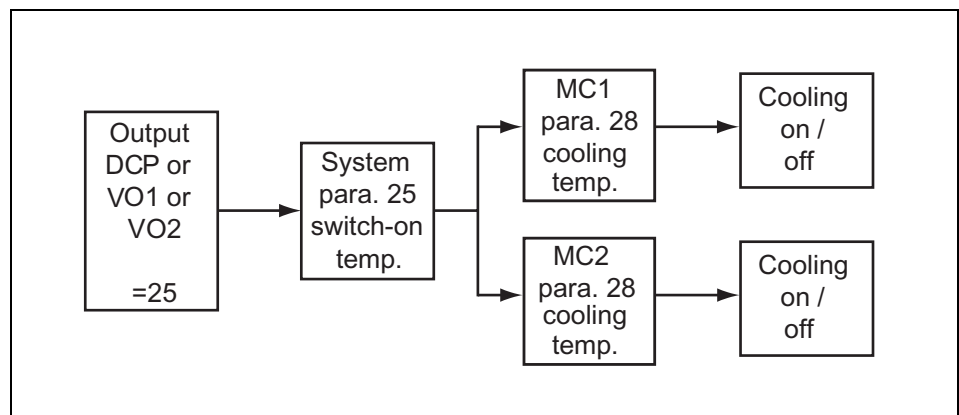 Output
DCP or
VO1 or
VO2
=25
System
para. 25
switch-on
temp.
MC1
para. 28
cooling
temp.
Cooling
on /
off
MC2
para. 28
cooling
temp.
Cooling
on /
off